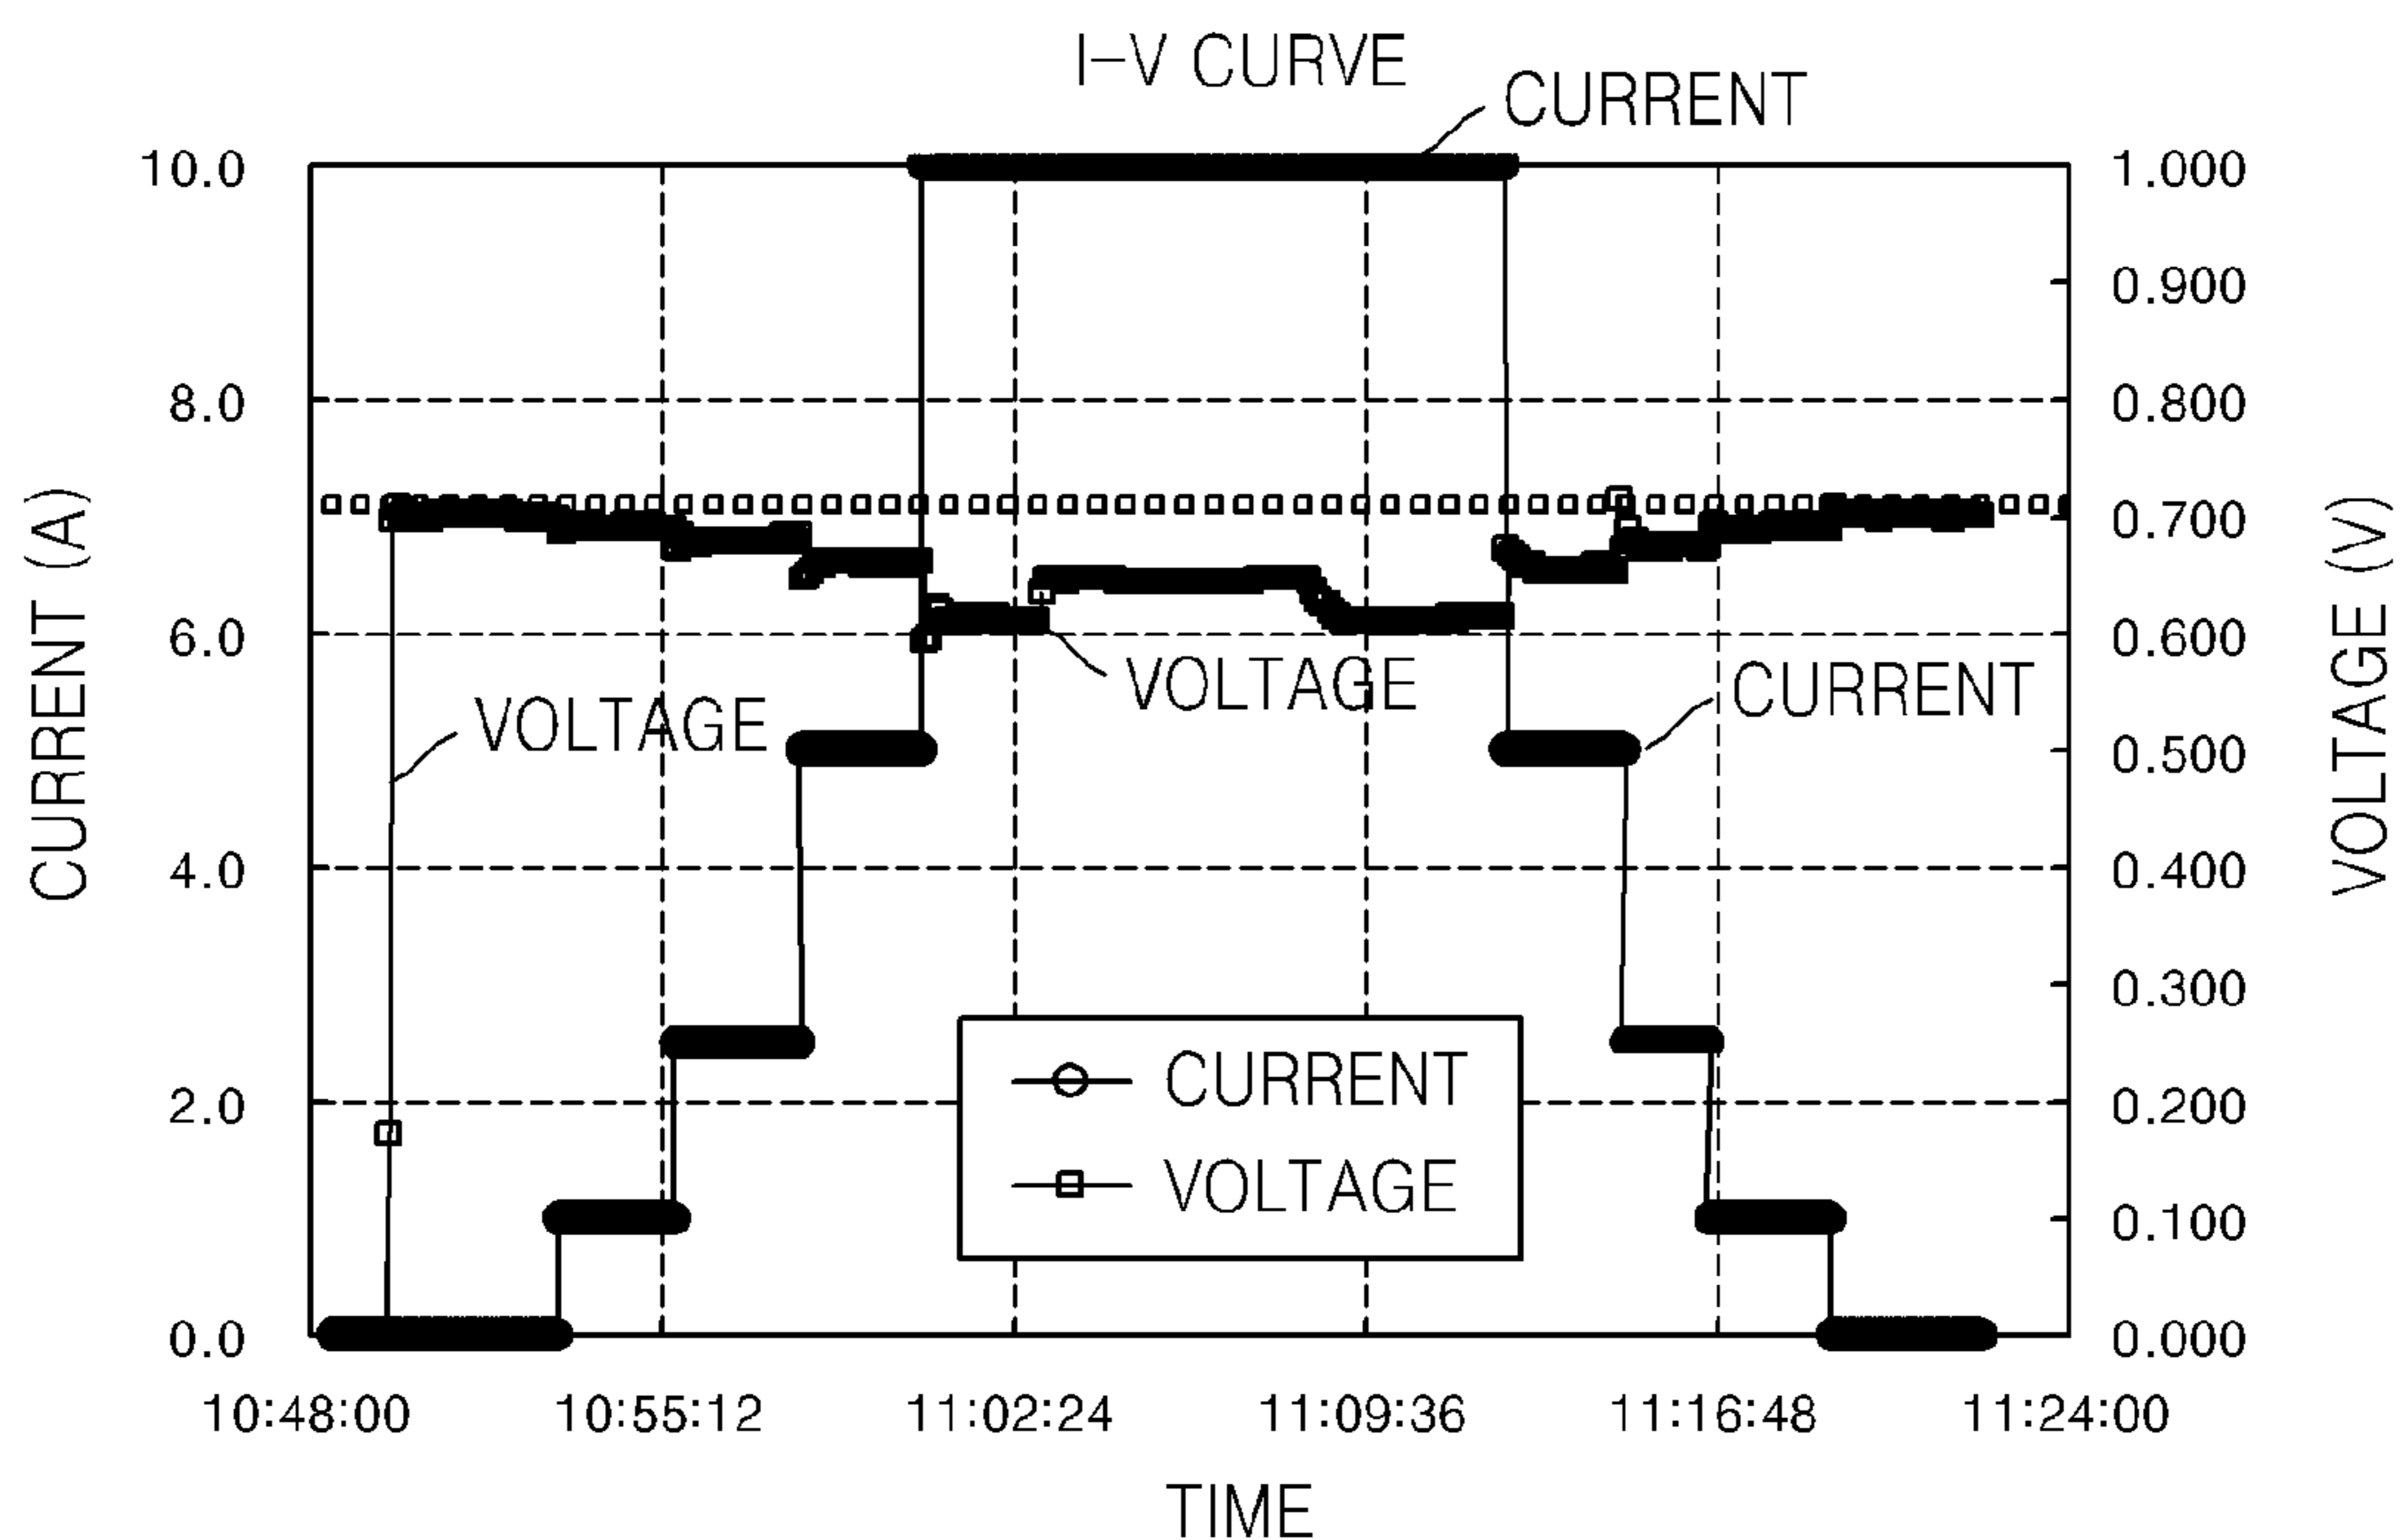 I-V CURVE
CURRENT
10.0
8.0
6.0
4.0
2.0
0.0
CURRENT (A)
1.000
0.900
0.800
0.700
0.600
0.500
0.400
0.300
0.200
0.100
0.000
VOLTAGE (V)
VOLTAGE
VOLTAGE
CURRENT
CURRENT
VOLTAGE
10:48:00
10:55:12
11:02:24
11:09:36
11:16:48
11:24:00
TIME